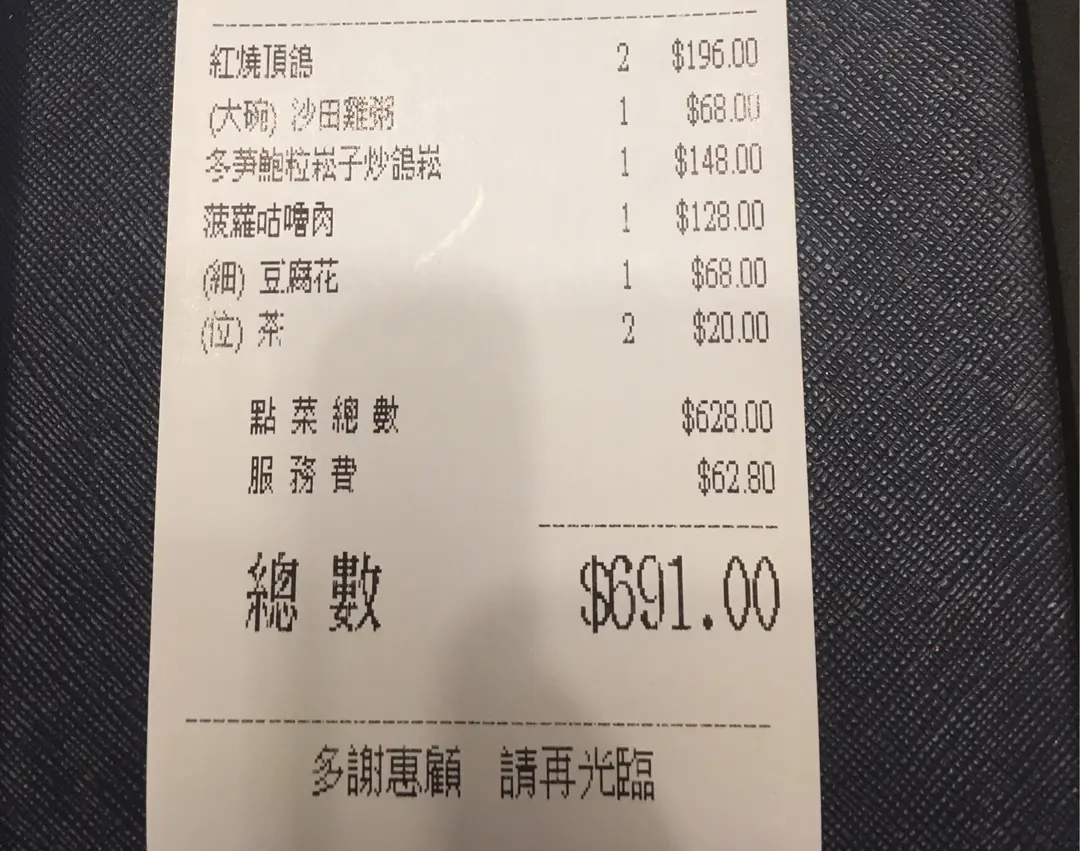 紅燒頂鴿 2 $196.00
(大碗) 沙田雞粥 1 $68.00
冬筍鮑粒崧子炒鴿崧 1 $148.00
菠蘿咕嚕肉 1 $128.00
(細) 豆腐花 1 $68.00
(位) 茶 2 $20.00
點菜總數 $628.00
服務費 $62.80
總數 $691.00
多謝惠顧 請再光臨